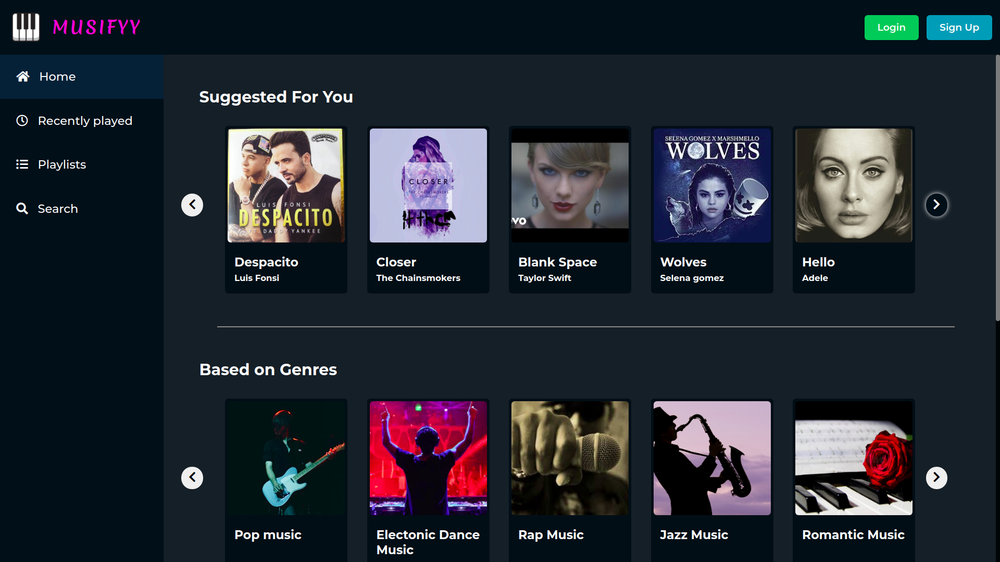 MUSIFYY
Login
Sign Up
Home
Recently played
Playlists
Search
Suggested For You
LUIS FONSI
DESPACITO
FT. DADDY YANKEE
Despacito
Luis Fonsi
CLOSER
THE CHAINSMOKERS
FT. HALSEY
Closer
The Chainsmokers
evo
Blank Space
Taylor Swift
SELENA GOMEZ X MARSHMELLO
WOLVES
Wolves
Selena gomez
Hello
Adele
Based on Genres
Pop music
Electonic Dance
Music
Rap Music
Jazz Music
Romantic Music